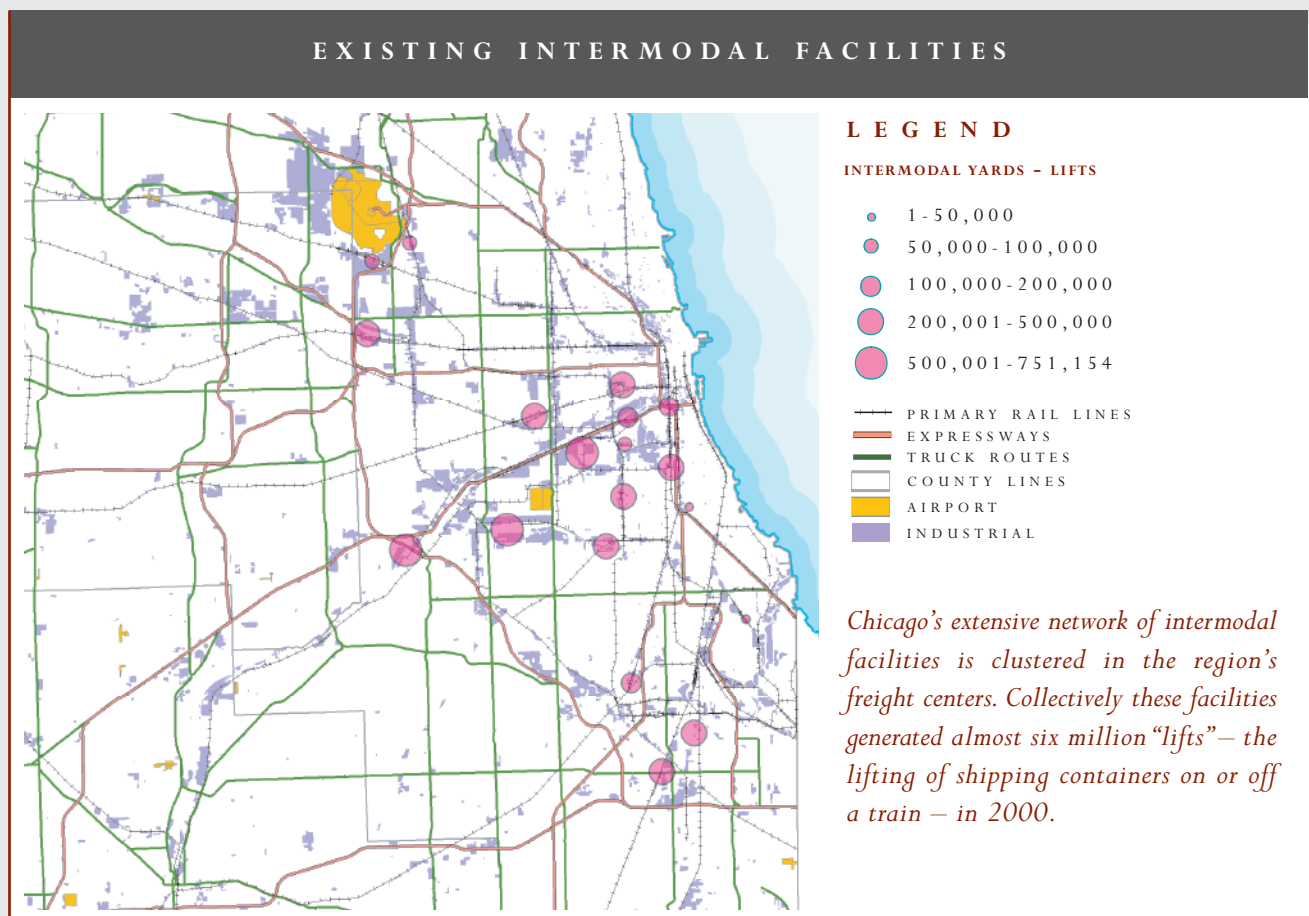 EXISTING INTERMODAL FACILITIES
LEGEND
INTERMODAL YARDS – LIFTS
1-50,000
50,000-100,000
100,000-200,000
200,001-500,000
500,001-751,154
PRIMARY RAIL LINES
EXPRESSWAYS
TRUCK ROUTES
COUNTY LINES
AIRPORT
INDUSTRIAL
Chicago's extensive network of intermodal
facilities is clustered in the region's
freight centers. Collectively these facilities
generated almost six million “lifts”— the
lifting of shipping containers on or off
a train — in 2000.